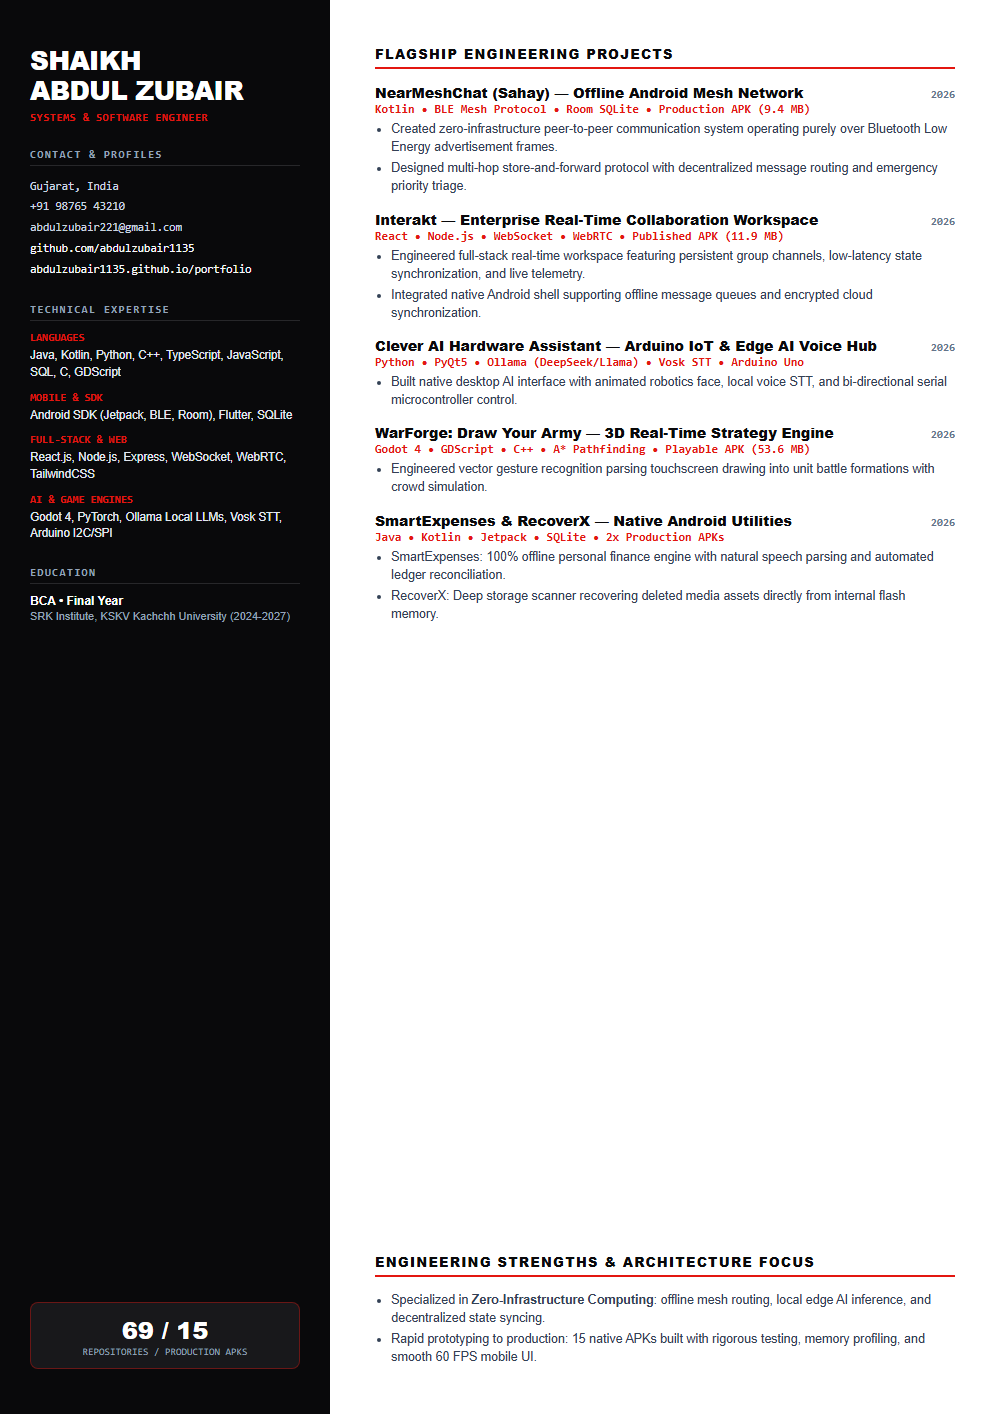 SHAIKH
ABDUL ZUBAIR
SYSTEMS & SOFTWARE ENGINEER
CONTACT & PROFILES
Gujarat, India
+91 98765 43210
abdulzubair221@gmail.com
github.com/abdulzubair1135
abdulzubair1135.github.io/portfolio
TECHNICAL EXPERTISE
LANGUAGES
Java, Kotlin, Python, C++, TypeScript, JavaScript,
SQL, C, GDScript
MOBILE & SDK
Android SDK (Jetpack, BLE, Room), Flutter, SQLite
FULL-STACK & WEB
React.js, Node.js, Express, WebSocket, WebRTC,
TailwindCSS
AI & GAME ENGINES
Godot 4, PyTorch, Ollama Local LLMs, Vosk STT,
Arduino I2C/SPI
EDUCATION
BCA • Final Year
SRK Institute, KSKV Kachchh University (2024-2027)
69 / 15
REPOSITORIES / PRODUCTION APKS
FLAGSHIP ENGINEERING PROJECTS
NearMeshChat (Sahay) — Offline Android Mesh Network 2026
Kotlin • BLE Mesh Protocol • Room SQLite • Production APK (9.4 MB)
• Created zero-infrastructure peer-to-peer communication system operating purely over Bluetooth Low
Energy advertisement frames.
• Designed multi-hop store-and-forward protocol with decentralized message routing and emergency
priority triage.
Interakt — Enterprise Real-Time Collaboration Workspace 2026
React • Node.js • WebSocket • WebRTC • Published APK (11.9 MB)
• Engineered full-stack real-time workspace featuring persistent group channels, low-latency state
synchronization, and live telemetry.
• Integrated native Android shell supporting offline message queues and encrypted cloud
synchronization.
Clever AI Hardware Assistant — Arduino IoT & Edge AI Voice Hub 2026
Python • PyQt5 • Ollama (DeepSeek/Llama) • Vosk STT • Arduino Uno
• Built native desktop AI interface with animated robotics face, local voice STT, and bi-directional serial
microcontroller control.
WarForge: Draw Your Army — 3D Real-Time Strategy Engine 2026
Godot 4 • GDScript • C++ • A* Pathfinding • Playable APK (53.6 MB)
• Engineered vector gesture recognition parsing touchscreen drawing into unit battle formations with
crowd simulation.
SmartExpenses & RecoverX — Native Android Utilities 2026
Java • Kotlin • Jetpack • SQLite • 2x Production APKs
• SmartExpenses: 100% offline personal finance engine with natural speech parsing and automated
ledger reconciliation.
• RecoverX: Deep storage scanner recovering deleted media assets directly from internal flash
memory.
ENGINEERING STRENGTHS & ARCHITECTURE FOCUS
• Specialized in Zero-Infrastructure Computing: offline mesh routing, local edge AI inference, and
decentralized state syncing.
• Rapid prototyping to production: 15 native APKs built with rigorous testing, memory profiling, and
smooth 60 FPS mobile UI.